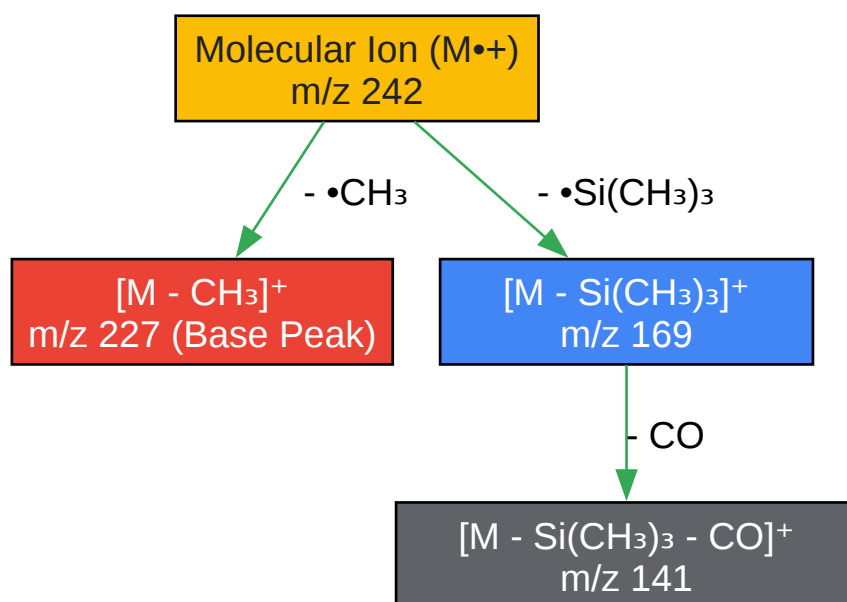 Molecular Ion (M•+)
m/z 242
- •CH₃
- •Si(CH₃)₃
[M - CH₃]⁺
m/z 227 (Base Peak)
[M - Si(CH₃)₃]⁺
m/z 169
- CO
[M - Si(CH₃)₃ - CO]⁺
m/z 141